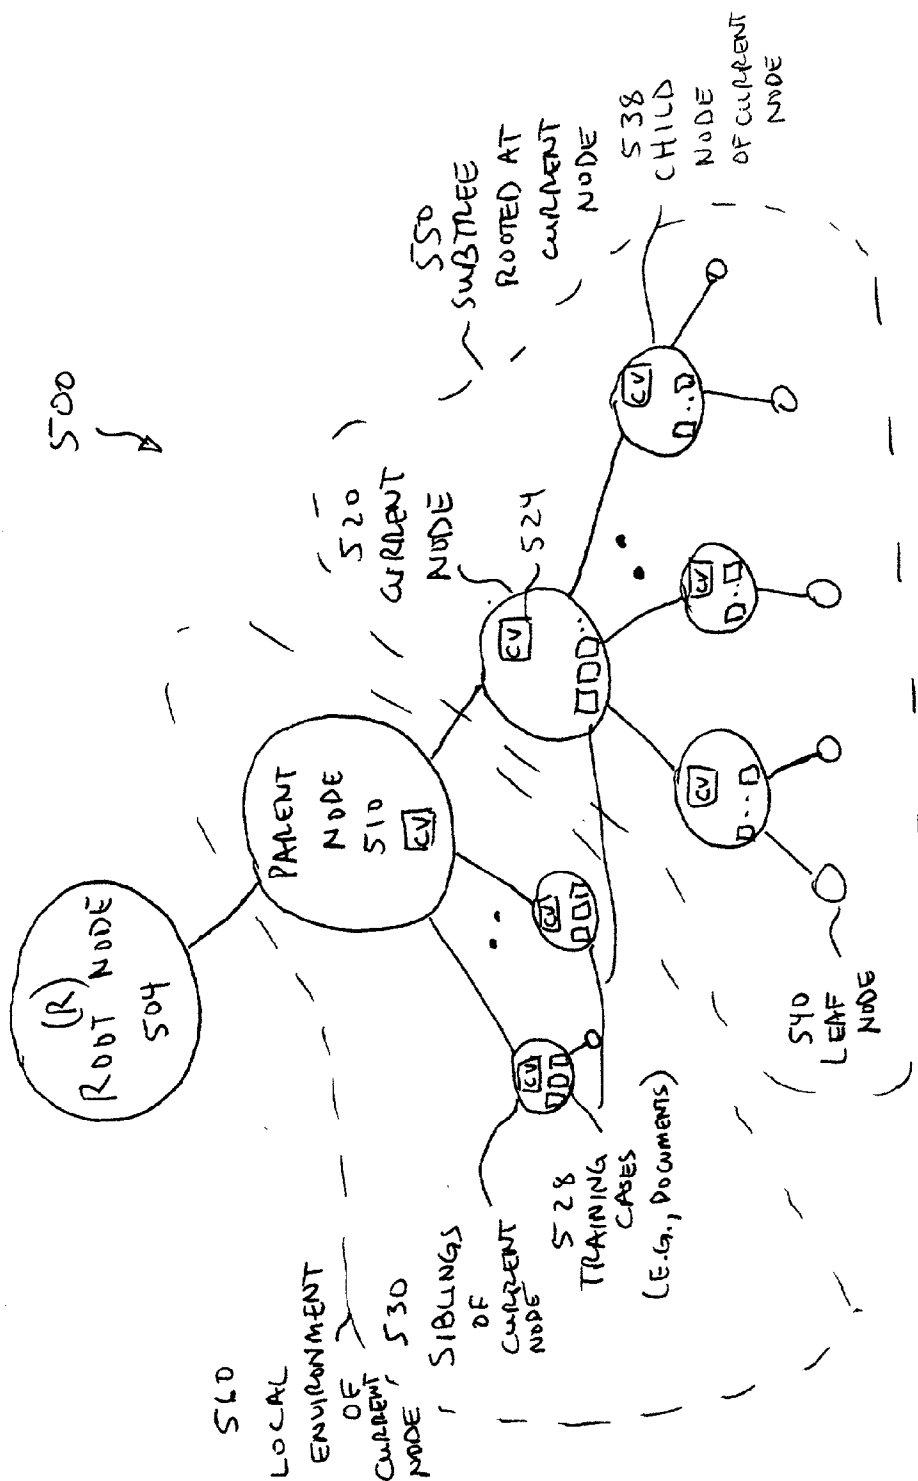 500
(R)
ROOT NODE
504
PARENT
NODE
510
CV
560
LOCAL
ENVIRONMENT
OF
CURRENT
NODE
530
SIBLINGS
OF
CURRENT
NODE
520
CURRENT
NODE
CV
524
550
SUBTREE
ROOTED AT
CURRENT
NODE
538
CHILD
NODE
OF CURRENT
NODE
CV
CV
CV
CV
CV
528
TRAINING
CASES
(E.G., DOCUMENTS)
540
LEAF
NODE